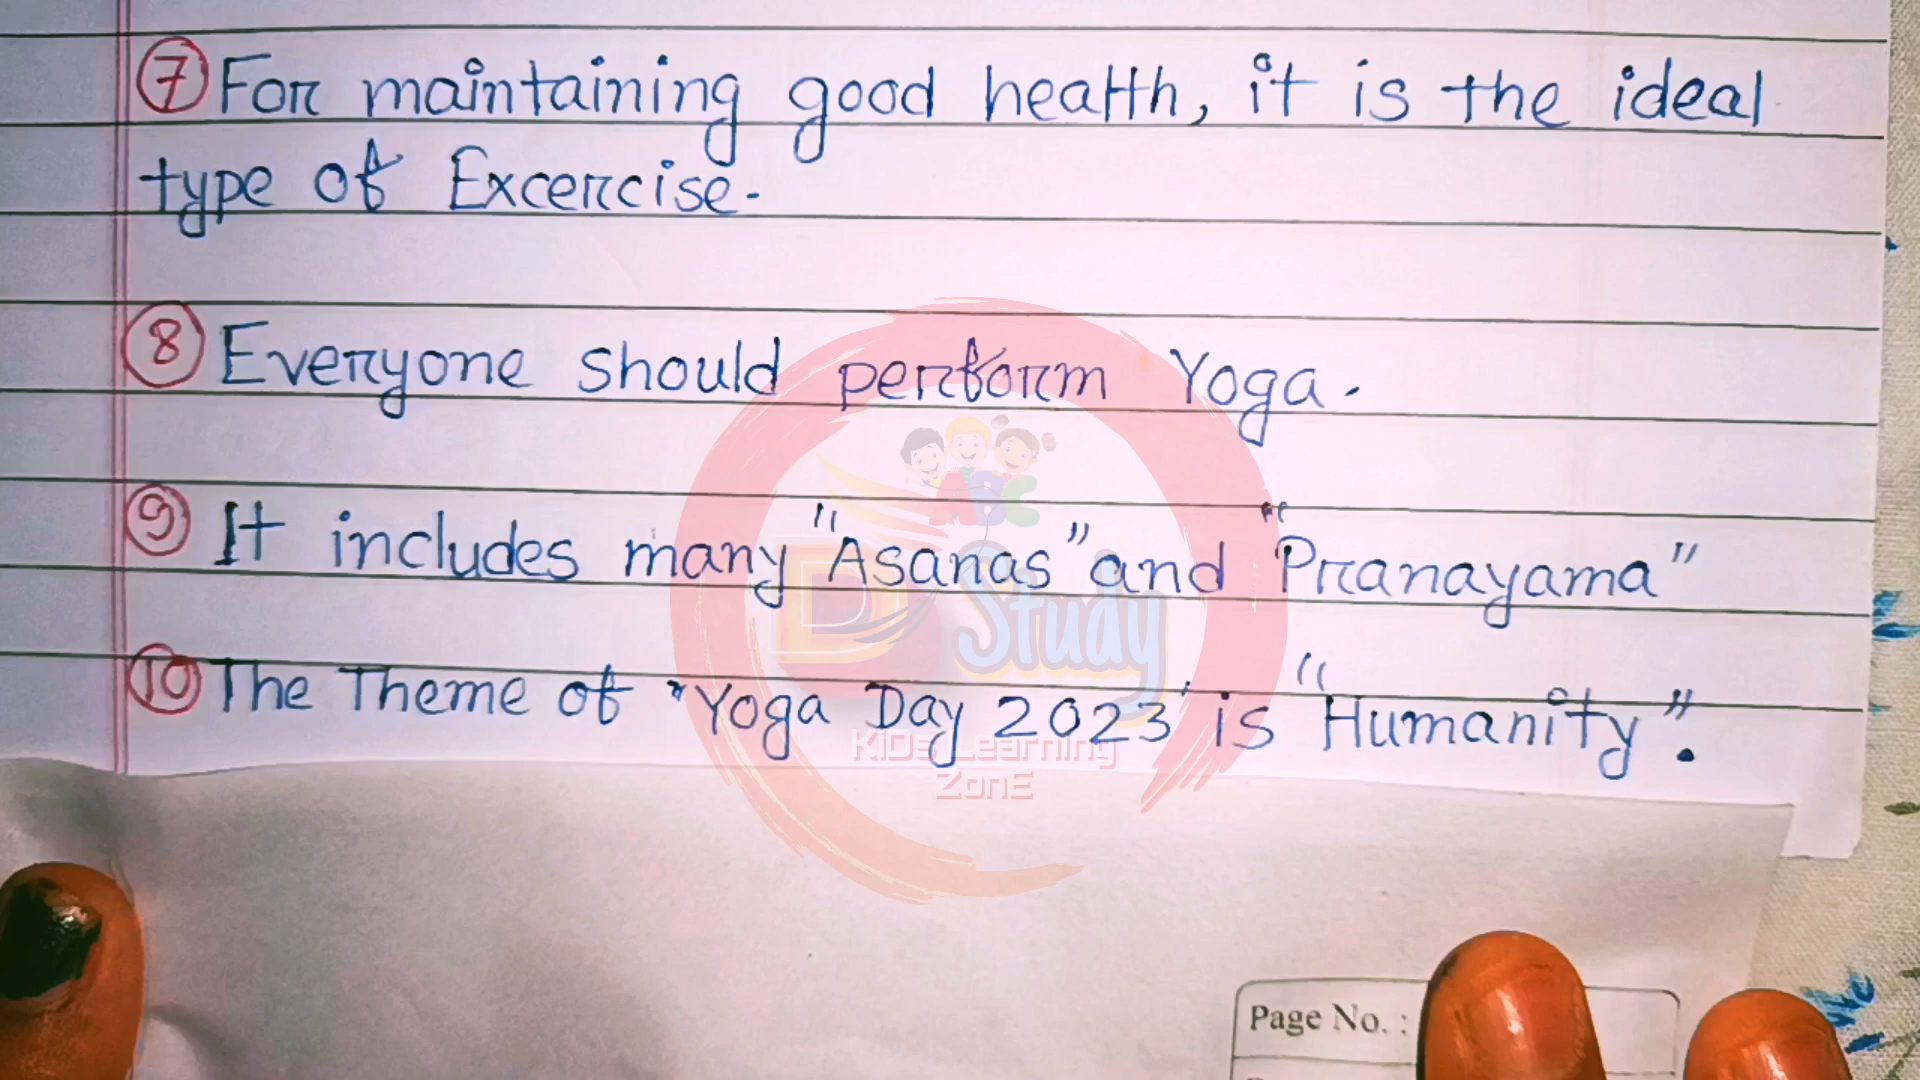 7 For maintaining good health, it is the ideal
type of Excercise.
8 Everyone should perform Yoga.
9 It includes many "Asanas" and "Pranayama"
10 The Theme of "Yoga Day 2023' is "Humanity".
ABC
D Study
KiDs Learning
ZonE
Page No. :